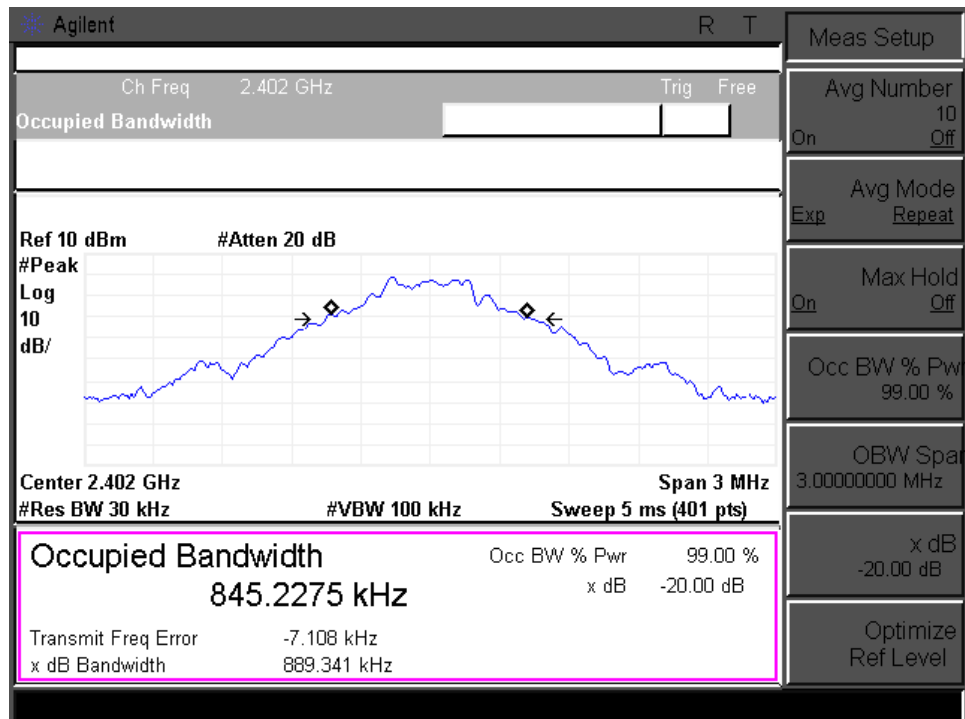 Agilent R T
Ch Freq 2.402 GHz Trig Free
Occupied Bandwidth
Ref 10 dBm #Atten 20 dB
#Peak
Log
10
dB/
Center 2.402 GHz Span 3 MHz
#Res BW 30 kHz #VBW 100 kHz Sweep 5 ms (401 pts)
Occupied Bandwidth
845.2275 kHz
Occ BW % Pwr 99.00 %
x dB -20.00 dB
Transmit Freq Error -7.108 kHz
x dB Bandwidth 889.341 kHz
Meas Setup
Avg Number
10
On Off
Avg Mode
Exp Repeat
Max Hold
On Off
Occ BW % Pwr
99.00 %
OBW Spa
3.00000000 MHz
x dB
-20.00 dB
Optimize
Ref Level